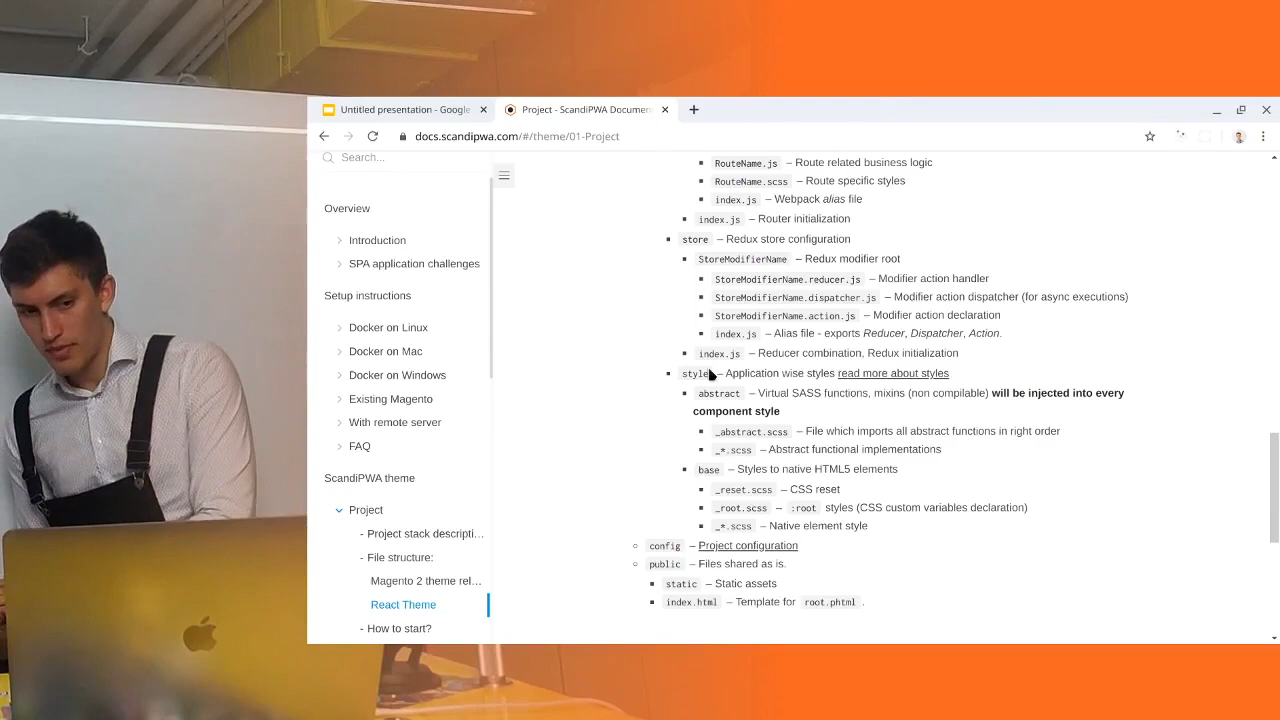 Untitled presentation - Google
Project - ScandiPWA Documen
docs.scandipwa.com/#/theme/01-Project
Search...
Overview
Introduction
SPA application challenges
Setup instructions
Docker on Linux
Docker on Mac
Docker on Windows
Existing Magento
With remote server
FAQ
ScandiPWA theme
Project
- Project stack descripti...
- File structure:
Magento 2 theme rel...
React Theme
- How to start?
RouteName.js – Route related business logic
RouteName.scss – Route specific styles
index.js – Webpack alias file
index.js – Router initialization
store – Redux store configuration
StoreModifierName – Redux modifier root
StoreModifierName.reducer.js – Modifier action handler
StoreModifierName.dispatcher.js – Modifier action dispatcher (for async executions)
StoreModifierName.action.js – Modifier action declaration
index.js – Alias file - exports Reducer, Dispatcher, Action.
index.js – Reducer combination, Redux initialization
style – Application wise styles read more about styles
abstract – Virtual SASS functions, mixins (non compilable) will be injected into every
component style
_abstract.scss – File which imports all abstract functions in right order
_*.scss – Abstract functional implementations
base – Styles to native HTML5 elements
_reset.scss – CSS reset
_root.scss – :root styles (CSS custom variables declaration)
_*.scss – Native element style
config – Project configuration
public – Files shared as is.
static – Static assets
index.html – Template for root.phtml .